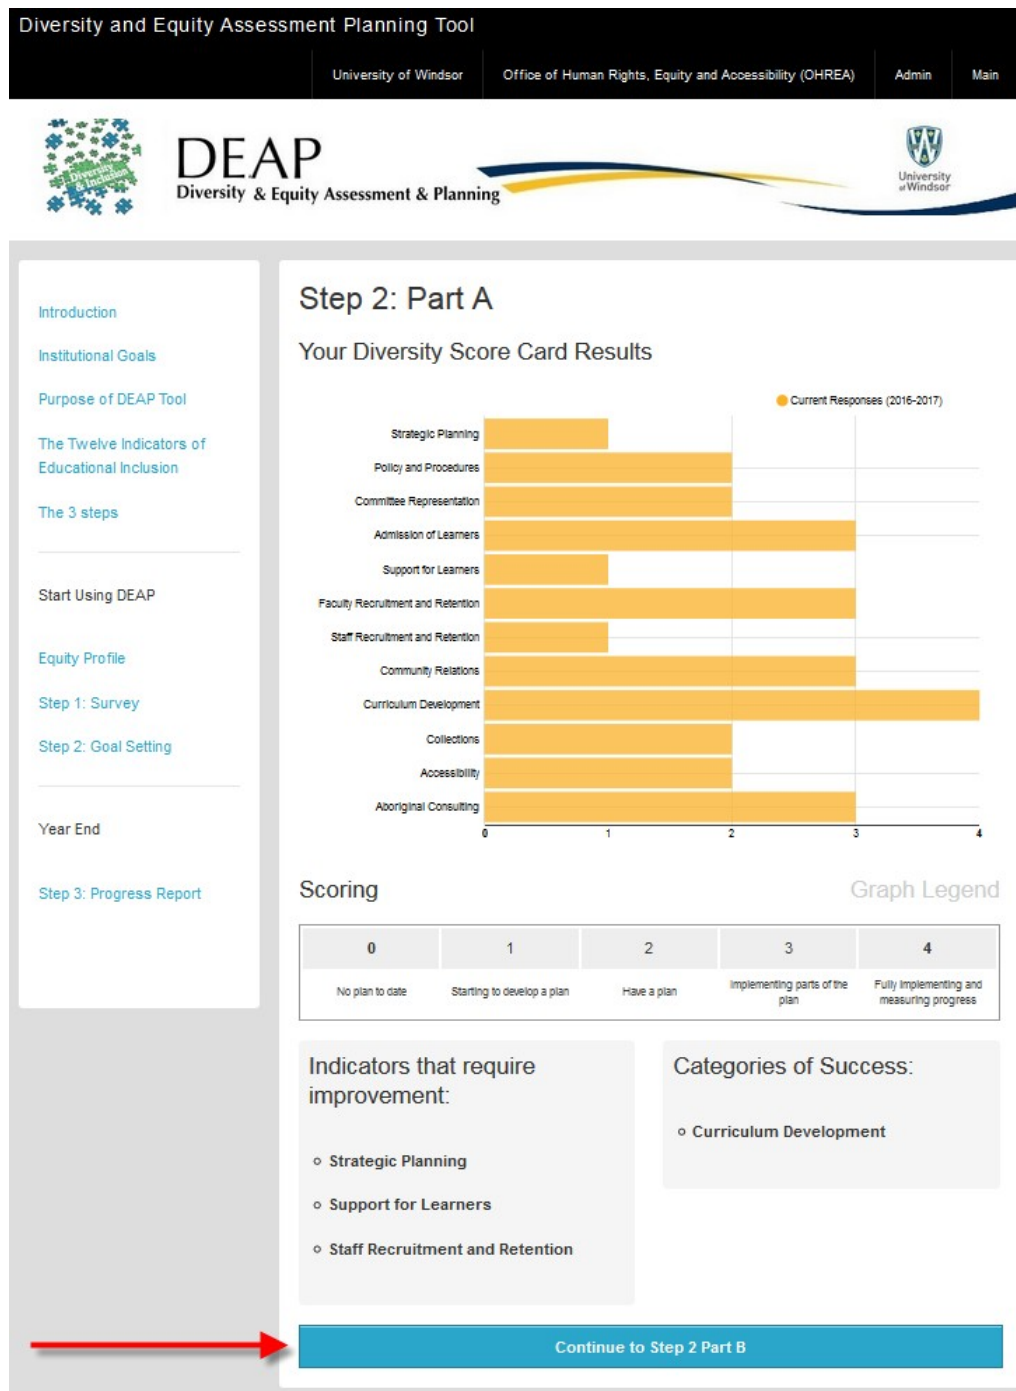 Diversity and Equity Assessment Planning Tool
University of Windsor
Office of Human Rights, Equity and Accessibility (OHREA)
Admin
Main
Diversity
& Inclusion
DEAP
Diversity & Equity Assessment & Planning
University
of Windsor
Introduction
Institutional Goals
Purpose of DEAP Tool
The Twelve Indicators of
Educational Inclusion
The 3 steps
Start Using DEAP
Equity Profile
Step 1: Survey
Step 2: Goal Setting
Year End
Step 3: Progress Report
Step 2: Part A
Your Diversity Score Card Results
Current Responses (2016-2017)
Strategic Planning
Policy and Procedures
Committee Representation
Admission of Learners
Support for Learners
Faculty Recruitment and Retention
Staff Recruitment and Retention
Community Relations
Curriculum Development
Collections
Accessibility
Aboriginal Consulting
0 1 2 3 4
Scoring
Graph Legend
0 1 2 3 4
No plan to date
Starting to develop a plan
Have a plan
Implementing parts of the
plan
Fully Implementing and
measuring progress
Indicators that require
improvement:
Strategic Planning
Support for Learners
Staff Recruitment and Retention
Categories of Success:
Curriculum Development
Continue to Step 2 Part B